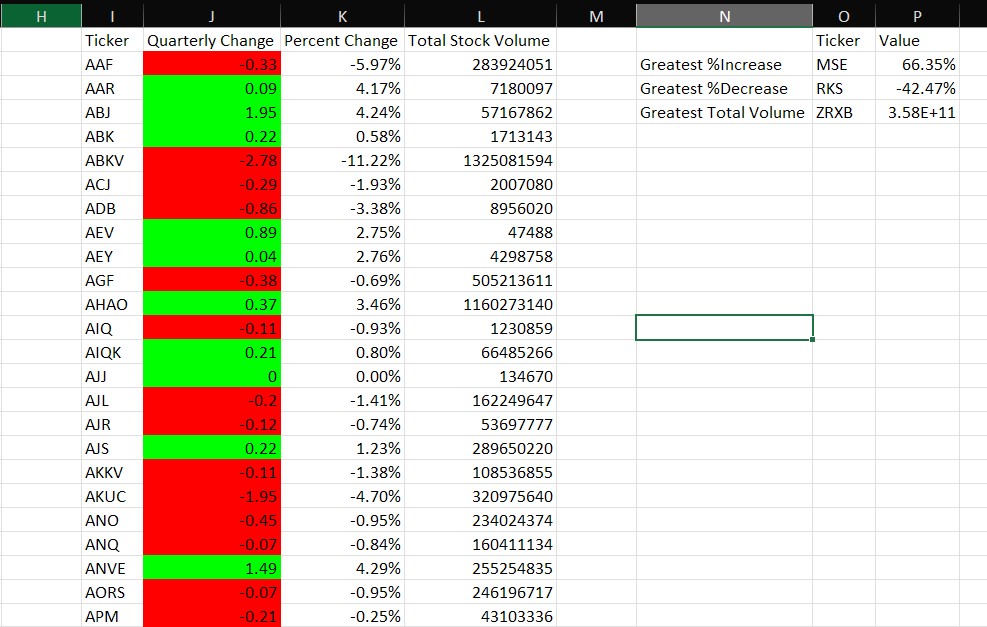 H I J K L M N O P
Ticker Quarterly Change Percent Change Total Stock Volume Ticker Value
AAF -0.33 -5.97% 283924051 Greatest %Increase MSE 66.35%
AAR 0.09 4.17% 7180097 Greatest %Decrease RKS -42.47%
ABJ 1.95 4.24% 57167862 Greatest Total Volume ZRXB 3.58E+11
ABK 0.22 0.58% 1713143
ABKV -2.78 -11.22% 1325081594
ACJ -0.29 -1.93% 2007080
ADB -0.86 -3.38% 8956020
AEV 0.89 2.75% 47488
AEY 0.04 2.76% 4298758
AGF -0.38 -0.69% 505213611
AHAO 0.37 3.46% 1160273140
AIQ -0.11 -0.93% 1230859
AIQK 0.21 0.80% 66485266
AJJ 0 0.00% 134670
AJL -0.2 -1.41% 162249647
AJR -0.12 -0.74% 53697777
AJS 0.22 1.23% 289650220
AKKV -0.11 -1.38% 108536855
AKUC -1.95 -4.70% 320975640
ANO -0.45 -0.95% 234024374
ANQ -0.07 -0.84% 160411134
ANVE 1.49 4.29% 255254835
AORS -0.07 -0.95% 246196717
APM -0.21 -0.25% 43103336